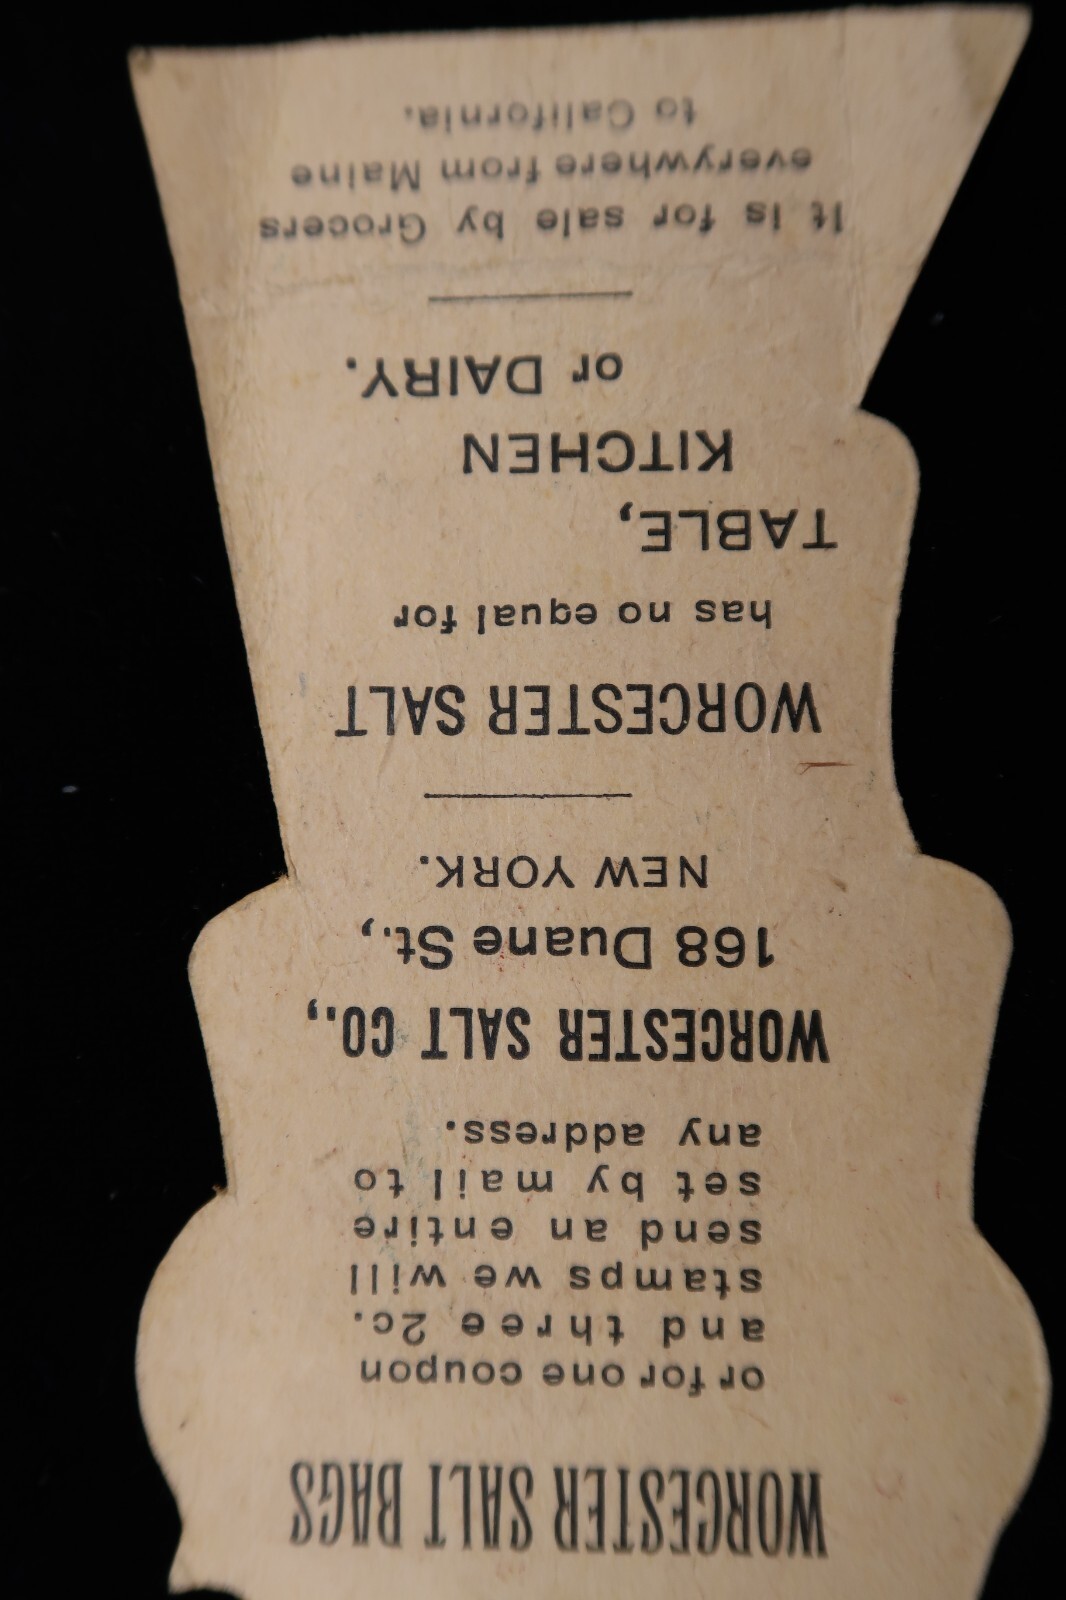 WORCESTER SALT BAGS
or for one coupon
and three 2c.
stamps we will
send an entire
set by mail to
any address.
WORCESTER SALT CO.,
168 Duane St.,
NEW YORK.
WORCESTER SALT
has no equal for
TABLE,
KITCHEN
or DAIRY.
It is for sale by Grocers
everywhere from Maine
to California.